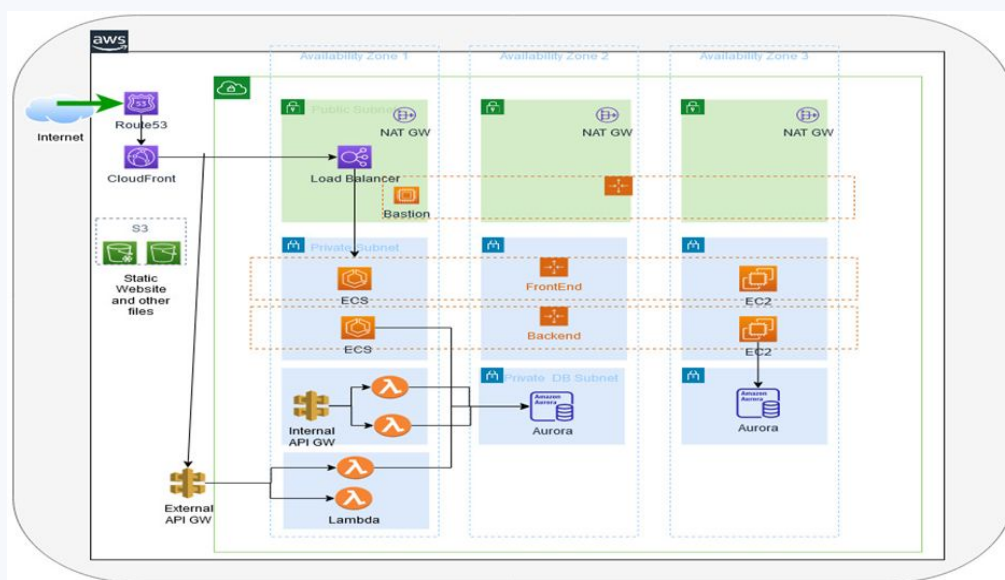 aws
Availability Zone 1
Availability Zone 2
Availability Zone 3
53
Internet
Route53
CloudFront
Public Subnet
NAT GW
NAT GW
NAT GW
Load Balancer
Bastion
S3
Static
Website
and other
files
Private Subnet
ECS
FrontEnd
EC2
ECS
Backend
EC2
Internal
API GW
Private DB Subnet
Amazon
Aurora
Aurora
Amazon
Aurora
Aurora
External
API GW
Lambda